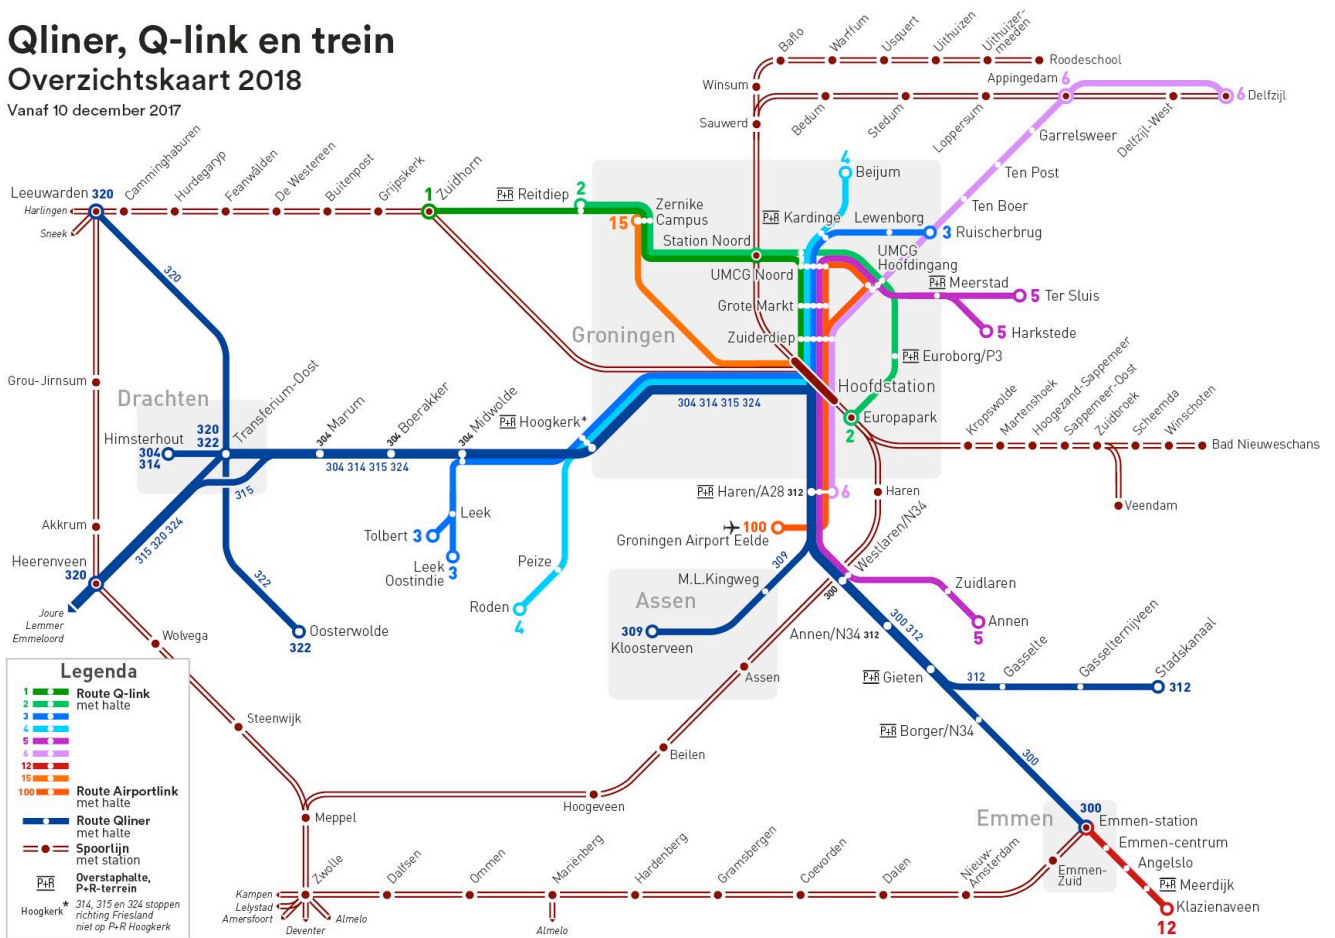 Qliner, Q-link en trein
Overzichtskaart 2018
Vanaf 10 december 2017
Baflo
Warffum
Usquert
Uithuizen
Uithuizer-
meeden
Roodeschool
Winsum
Sauwerd
Bedum
Stedum
Loppersum
Appingedam
6
Delfzijl-West
6 Delfzijl
Garrelsweer
Ten Post
Ten Boer
Leeuwarden 320
Harlingen
Sneek
Camminghaburen
Hurdegaryp
Feanwâlden
De Westereen
Buitenpost
Grijpskerk
1
Zuidhorn
P+R Reitdiep
2
15
Zernike
Campus
Station Noord
4
Beijum
P+R Kardinge
Lewenborg
3 Ruischerbrug
UMCG
Hoofdingang
UMCG Noord
P+R Meerstad
5 Ter Sluis
5 Harkstede
Grote Markt
Zuiderdiep
Groningen
P+R Euroborg/P3
Hoofdstation
Europapark
2
320
Grou-Jirnsum
Drachten
Transferium-Oost
Himsterhout
304
314
320
322
304 Marum
304 Boerakker
304 Midwolde
P+R Hoogkerk*
304 314 315 324
304 314 315 324
315
315 320 324
Kropswolde
Martenshoek
Hoogezand-Sappemeer
Sappemeer-Oost
Zuidbroek
Scheemda
Winschoten
Bad Nieuweschans
Veendam
Akkrum
Heerenveen
320
Joure
Lemmer
Emmeloord
322
Oosterwolde
322
Leek
Tolbert 3
Leek
Oostindie
3
Peize
Roden
4
P+R Haren/A28 312
6
Haren
100
Groningen Airport Eelde
Westlaren/N34
309
M.L.Kingweg
Assen
309
Kloosterveen
300
Zuidlaren
Annen
5
300 312
Annen/N34 312
P+R Gieten
312
Gasselte
Gasselternijveen
Stadskanaal
312
P+R Borger/N34
300
Assen
Beilen
Hoogeveen
Wolvega
Steenwijk
Meppel
Zwolle
Kampen
Lelystad
Amersfoort
Deventer
Almelo
Dalfsen
Ommen
Mariënberg
Almelo
Hardenberg
Gramsbergen
Coevorden
Dalen
Nieuw-
Amsterdam
Emmen
300
Emmen-station
Emmen-centrum
Angelslo
P+R Meerdijk
Klazienaveen
12
Emmen-
Zuid
Legenda
1
2
3
4
5
6
12
15
100
Route Q-link
met halte
Route Airportlink
met halte
Route Qliner
met halte
Spoorlijn
met station
P+R
Overstaphalte,
P+R-terrein
Hoogkerk*
314, 315 en 324 stoppen
richting Friesland
niet op P+R Hoogkerk